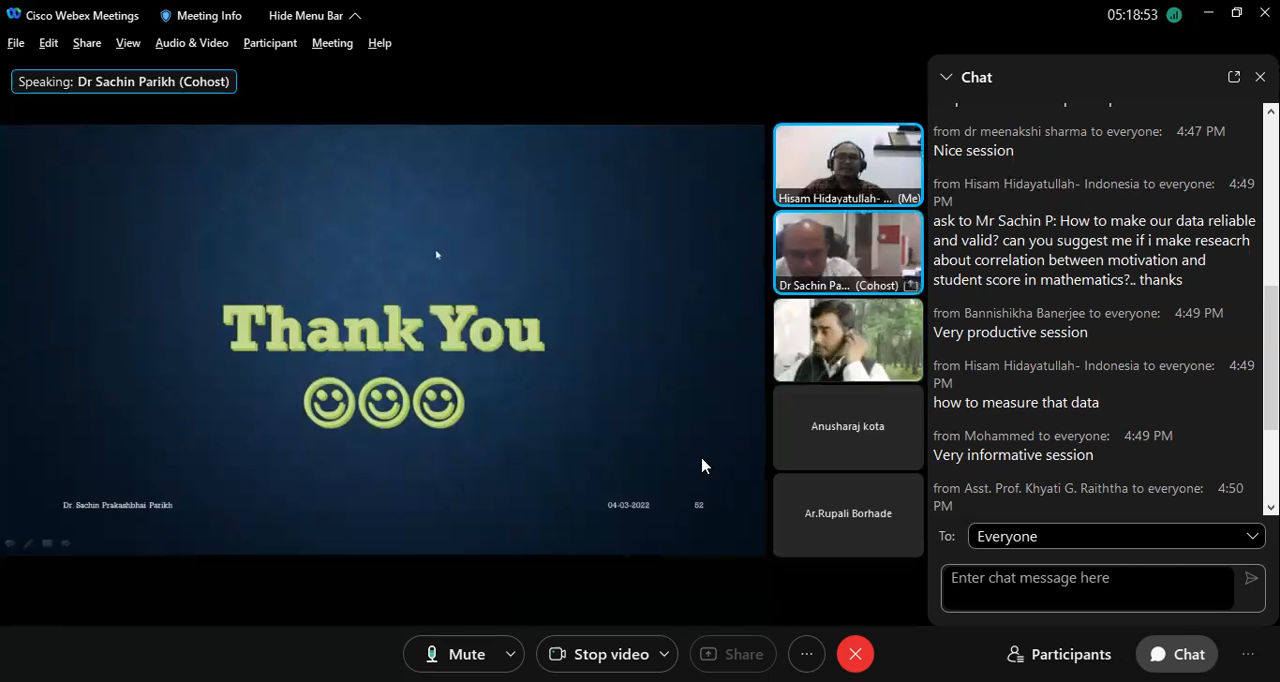 Cisco Webex Meetings Meeting Info Hide Menu Bar 05:18:53
File Edit Share View Audio & Video Participant Meeting Help
Speaking: Dr Sachin Parikh (Cohost)
Thank You
Dr. Sachin Prakashbhai Parikh 04-03-2022 52
Hisam Hidayatullah- ... (Me)
Dr Sachin Pa... (Cohost)
Anusharaj kota
Ar.Rupali Borhade
Chat
from dr meenakshi sharma to everyone: 4:47 PM
Nice session
from Hisam Hidayatullah- Indonesia to everyone: 4:49
PM
ask to Mr Sachin P: How to make our data reliable
and valid? can you suggest me if i make reseacrh
about correlation between motivation and
student score in mathematics?.. thanks
from Bannishikha Banerjee to everyone: 4:49 PM
Very productive session
from Hisam Hidayatullah- Indonesia to everyone: 4:49
PM
how to measure that data
from Mohammed to everyone: 4:49 PM
Very informative session
from Asst. Prof. Khyati G. Raiththa to everyone: 4:50
PM
To: Everyone
Enter chat message here
Mute Stop video Share Participants Chat